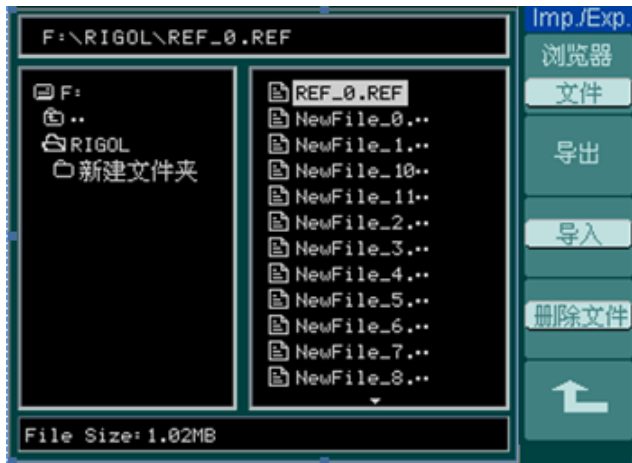 F:\RIGOL\REF_0.REF
F:
..
RIGOL
新建文件夹
REF_0.REF
NewFile_0.••
NewFile_1.••
NewFile_10••
NewFile_11••
NewFile_2.••
NewFile_3.••
NewFile_4.••
NewFile_5.••
NewFile_6.••
NewFile_7.••
NewFile_8.••
File Size:1.02MB
Imp./Exp.
浏览器
文件
导出
导入
删除文件